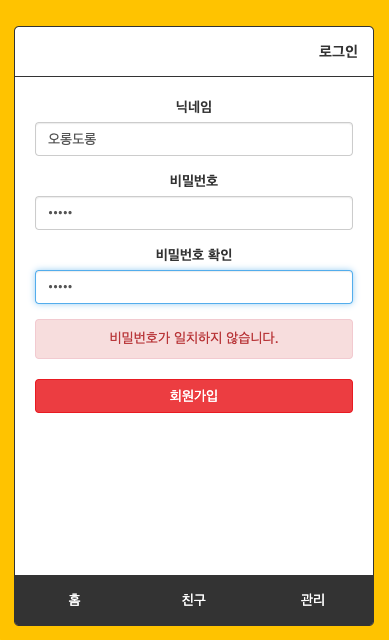 로그인
닉네임
오롱도롱
비밀번호
•••••
비밀번호 확인
•••••
비밀번호가 일치하지 않습니다.
회원가입
홈 친구 관리